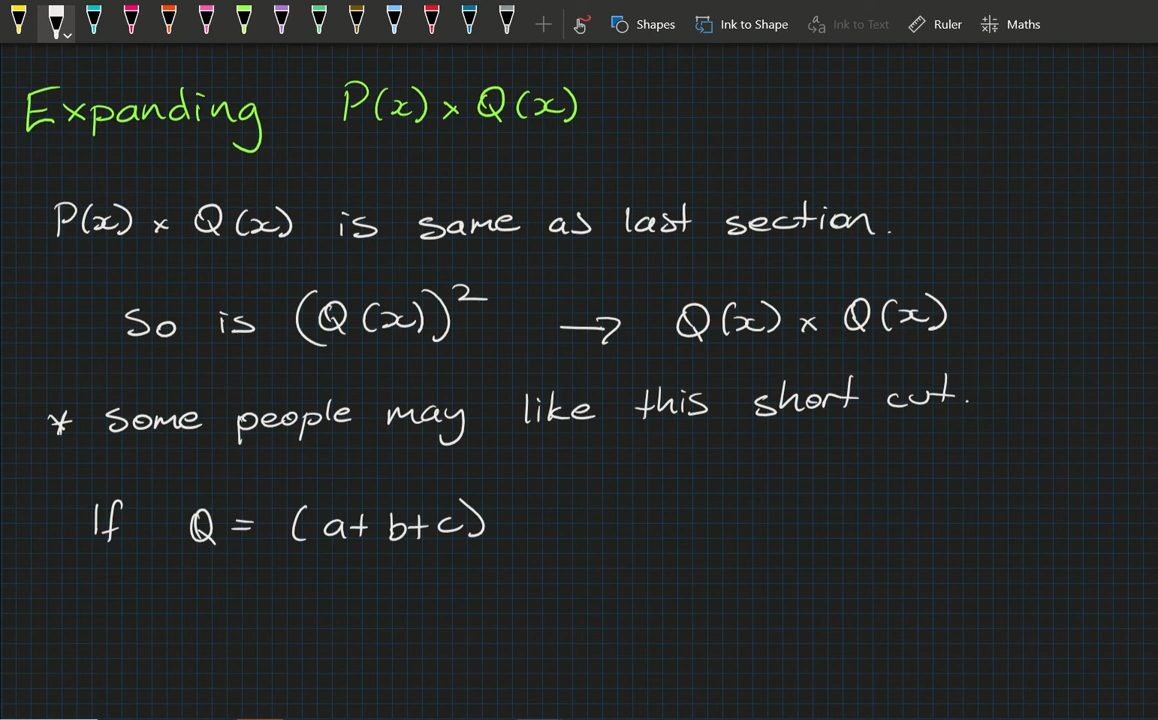 Shapes Ink to Shape Ink to Text Ruler Maths
Expanding P(x) × Q(x)
P(x) × Q(x) is same as last section.
So is (Q(x))² → Q(x) × Q(x)
* some people may like this short cut.
If Q = (a+ b+c)